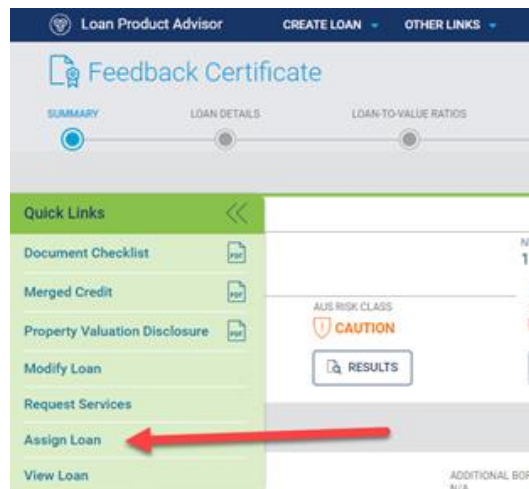 Loan Product Advisor CREATE LOAN OTHER LINKS
Feedback Certificate
SUMMARY LOAN DETAILS LOAN-TO-VALUE RATIOS
Quick Links
Document Checklist PDF
Merged Credit PDF
Property Valuation Disclosure PDF
Modify Loan
Request Services
Assign Loan
View Loan
N
1
AUS RISK CLASS
CAUTION
RESULTS
ADDITIONAL BOR
N/A